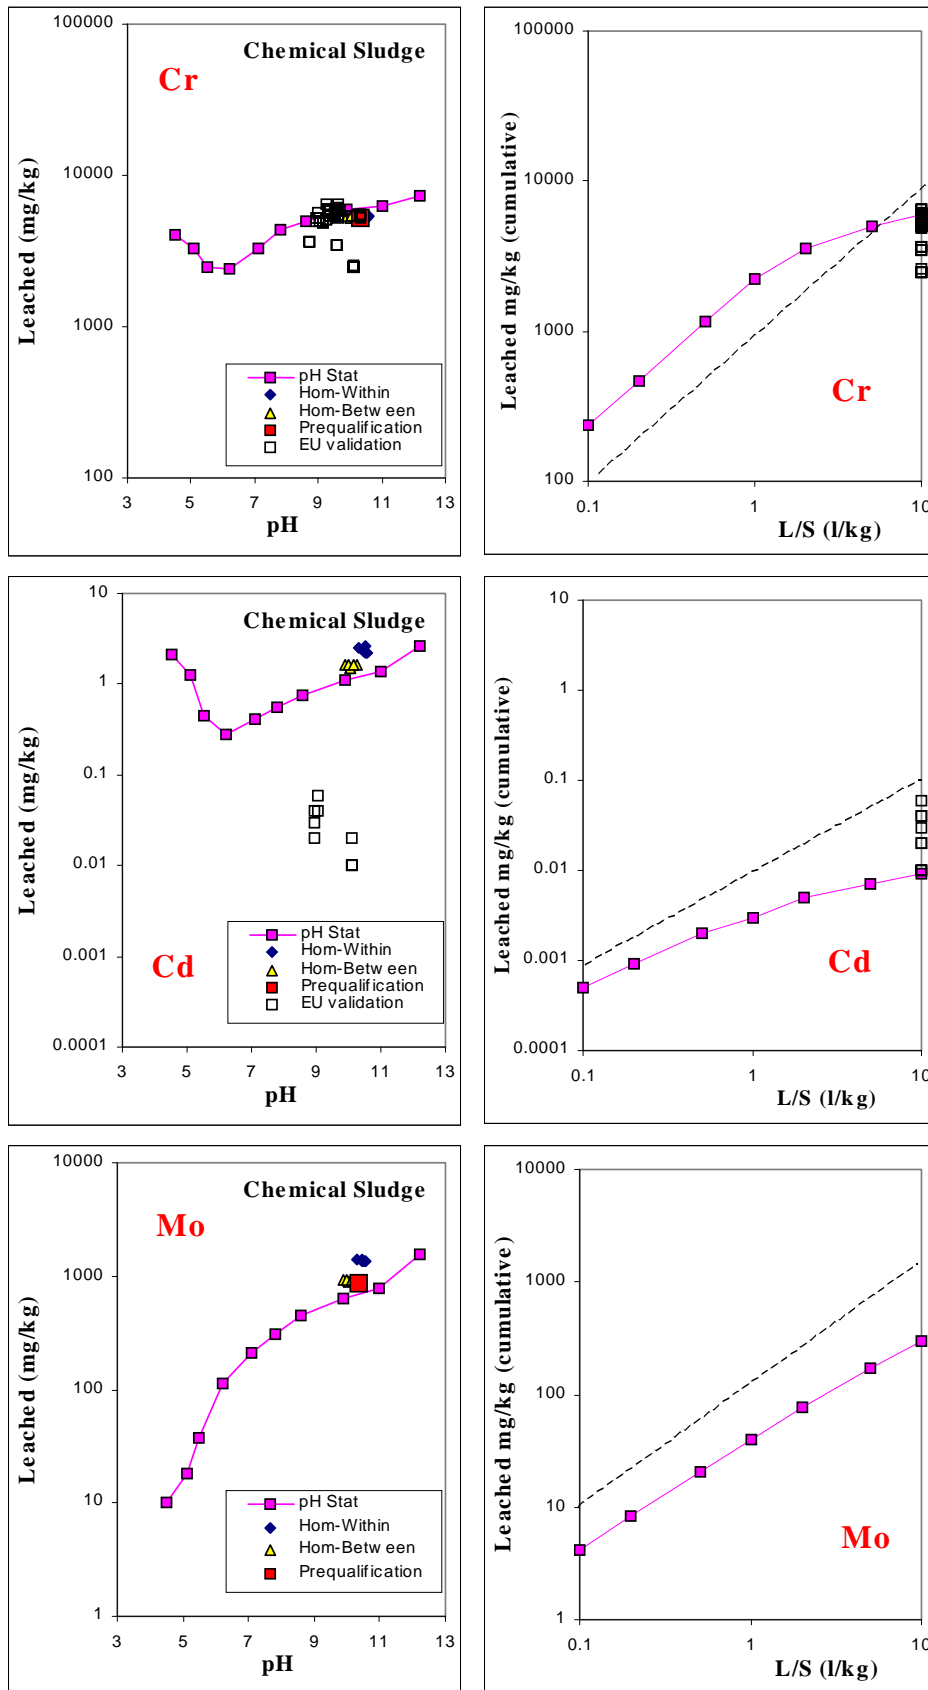 Chemical Sludge
Cr
Leached (mg/kg)
100000
10000
1000
100
3 5 7 9 11 13
pH
pH Stat
Hom-Within
Hom-Betw een
Prequalification
EU validation
Leached mg/kg (cumulative)
100000
10000
1000
100
0.1 1 10
L/S (l/kg)
Cr
Chemical Sludge
Leached (mg/kg)
10
1
0.1
0.01
0.001
0.0001
3 5 7 9 11 13
pH
Cd
pH Stat
Hom-Within
Hom-Betw een
Prequalification
EU validation
Leached mg/kg (cumulative)
10
1
0.1
0.01
0.001
0.0001
0.1 1 10
L/S (l/kg)
Cd
Chemical Sludge
Mo
Leached (mg/kg)
10000
1000
100
10
1
3 5 7 9 11 13
pH
pH Stat
Hom-Within
Hom-Betw een
Prequalification
Leached mg/kg (cumulative)
10000
1000
100
10
1
0.1 1 10
L/S (l/kg)
Mo